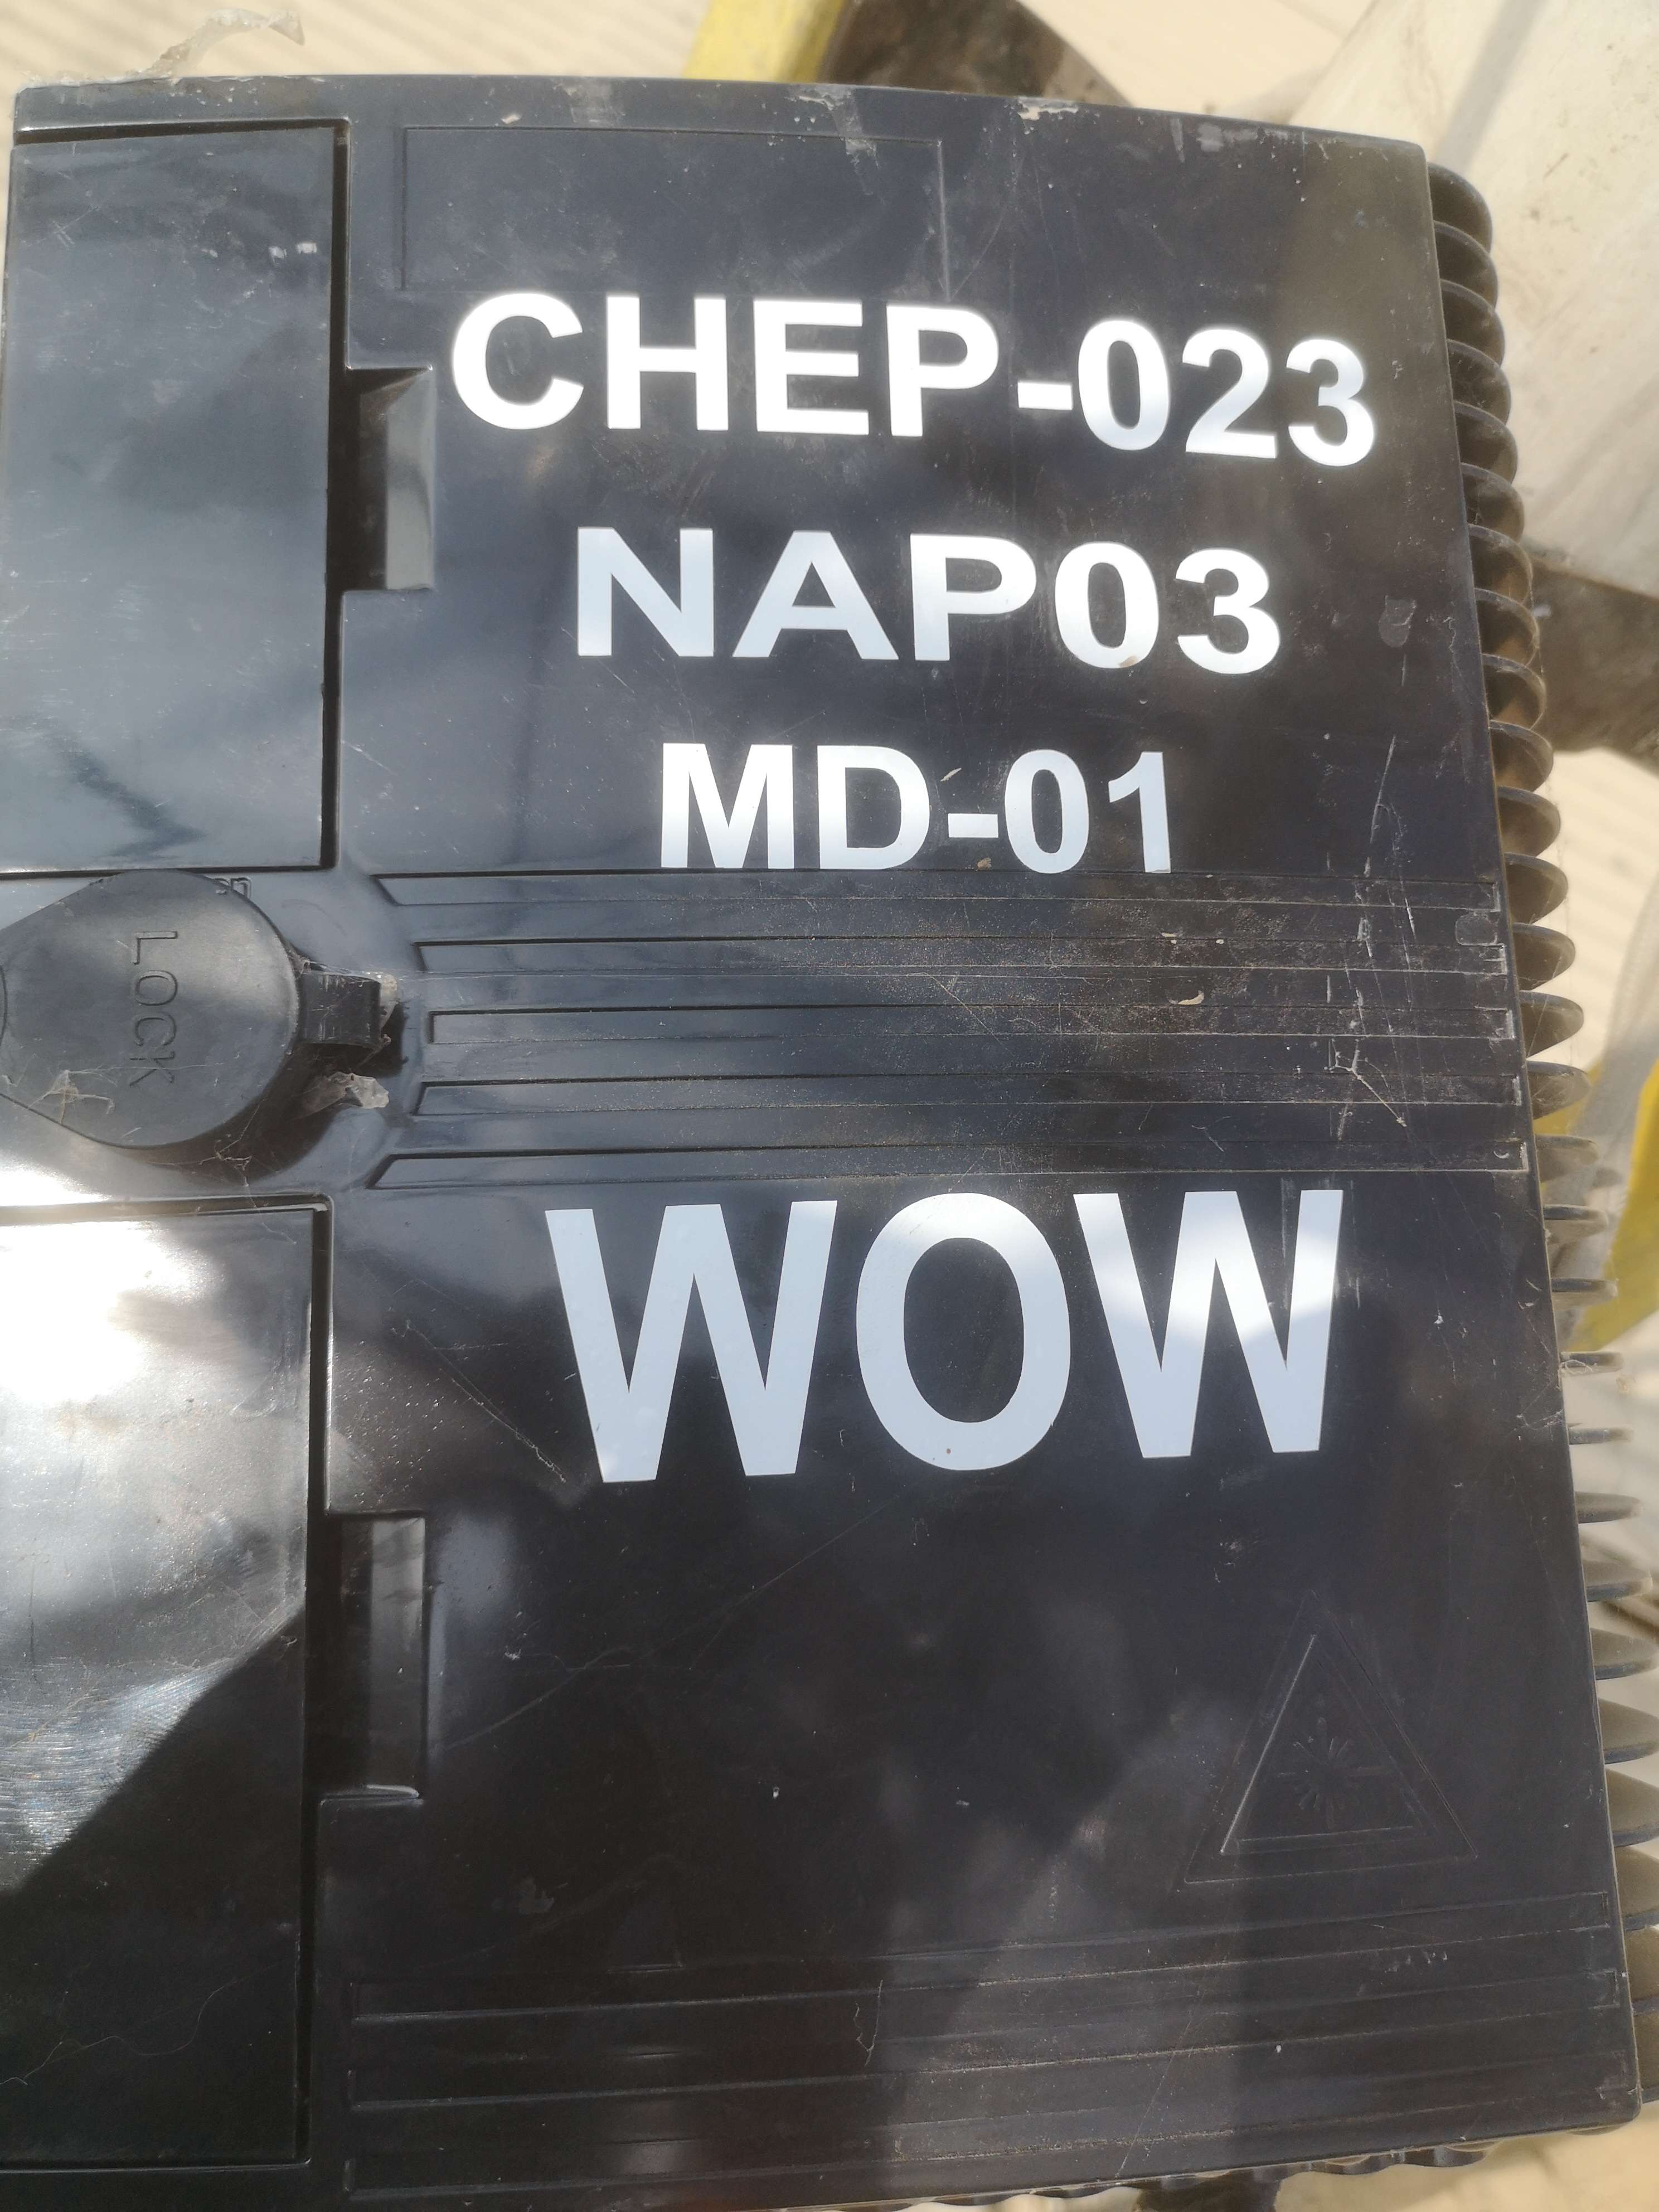 CHEP-023
NAP03
MD-01
LOCK
WOW